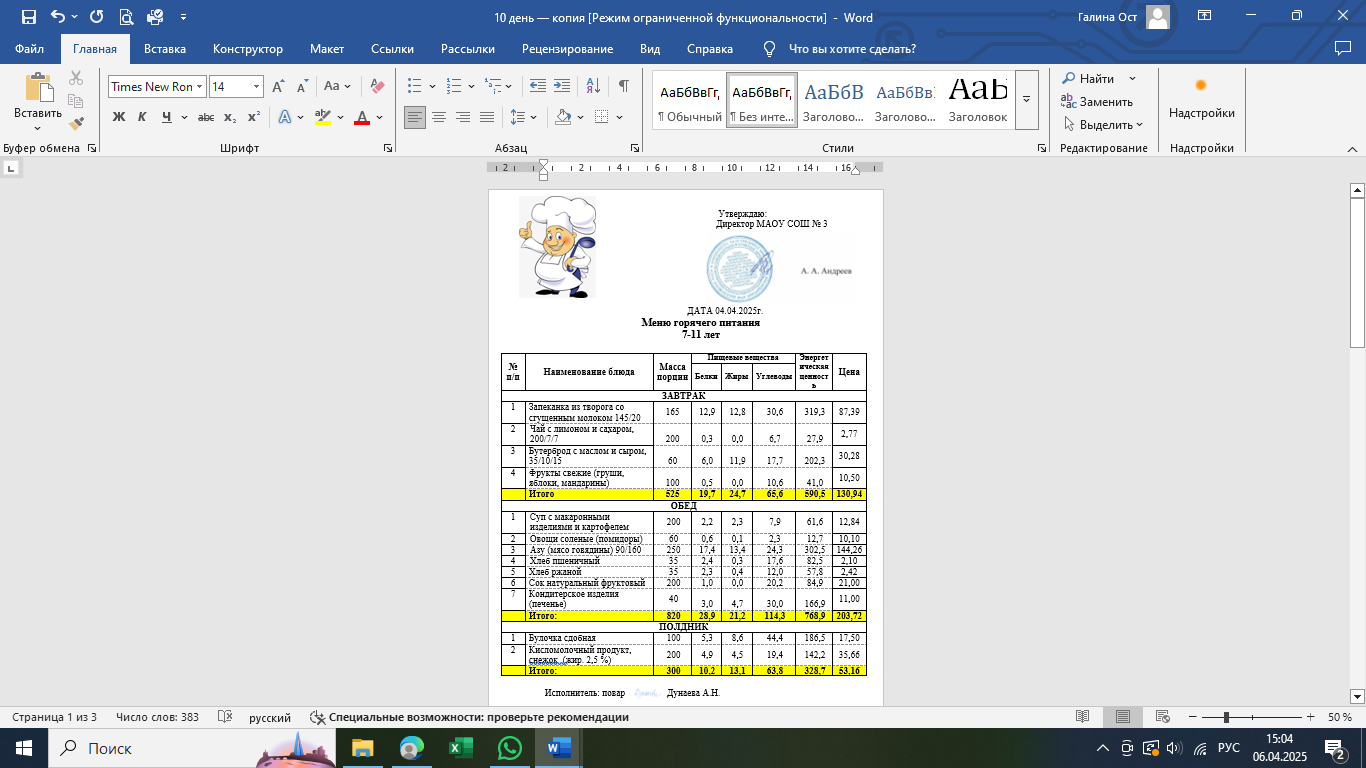 10 день — копия [Режим ограниченной функциональности] - Word
Галина Ост
Файл Главная Вставка Конструктор Макет Ссылки Рассылки Рецензирование Вид Справка Что вы хотите сделать?
Times New Ron 14 Aa
Вставить
Ж К Ч abc x₂ x² А А
АаБбВвГг, АаБбВвГг, АаБбВ АаБбВв АаБ
¶ Обычный ¶ Без инте... Заголово... Заголово... Заголовок
Найти
Заменить
Выделить
Настройки
Буфер обмена Шрифт Абзац Стили Редактирование Настройки
2 2 4 6 8 10 12 14 16
Утверждаю:
Директор МАОУ СОШ № 3
А. А. Андреев
ДАТА 04.04.2025г.
Меню горячего питания
7-11 лет
№ п/п Наименование блюда Масса порции Пищевые вещества Энергетическая ценность Цена
Белки Жиры Углеводы
ЗАВТРАК
1 Запеканка из творога со сгущенным молоком 145/20 165 12,9 12,8 30,6 319,3 87,39
2 Чай с лимоном и сахаром, 200/7/7 200 0,3 0,0 6,7 27,9 2,77
3 Бутерброд с маслом и сыром, 35/10/15 60 6,0 11,9 17,7 202,3 30,28
4 Фрукты свежие (груши, яблоки, мандарины) 100 0,5 0,0 10,6 41,0 10,50
Итого 525 19,7 24,7 65,6 590,5 130,94
ОБЕД
1 Суп с макаронными изделиями и картофелем 200 2,2 2,3 7,9 61,6 12,84
2 Овощи соленые (помидоры) 60 0,6 0,1 2,3 12,7 10,10
3 Азу (мясо говядины) 90/160 250 17,4 13,4 24,3 302,5 144,26
4 Хлеб пшеничный 35 2,4 0,3 17,6 82,5 2,10
5 Хлеб ржаной 35 2,3 0,4 12,0 57,8 2,42
6 Сок натуральный фруктовый 200 1,0 0,0 20,2 84,9 21,00
7 Кондитерское изделия (печенье) 40 3,0 4,7 30,0 166,9 11,00
Итого: 820 28,9 21,2 114,3 768,9 203,72
ПОЛДНИК
1 Булочка сдобная 100 5,3 8,6 44,4 186,5 17,50
2 Кисломолочный продукт, снежок (жир. 2,5 %) 200 4,9 4,5 19,4 142,2 35,66
Итого: 300 10,2 13,1 63,8 328,7 53,16
Исполнитель: повар Дунаева А.Н.
Страница 1 из 3 Число слов: 383 русский Специальные возможности: проверьте рекомендации 50 %
Поиск
РУС
15:04
06.04.2025
2